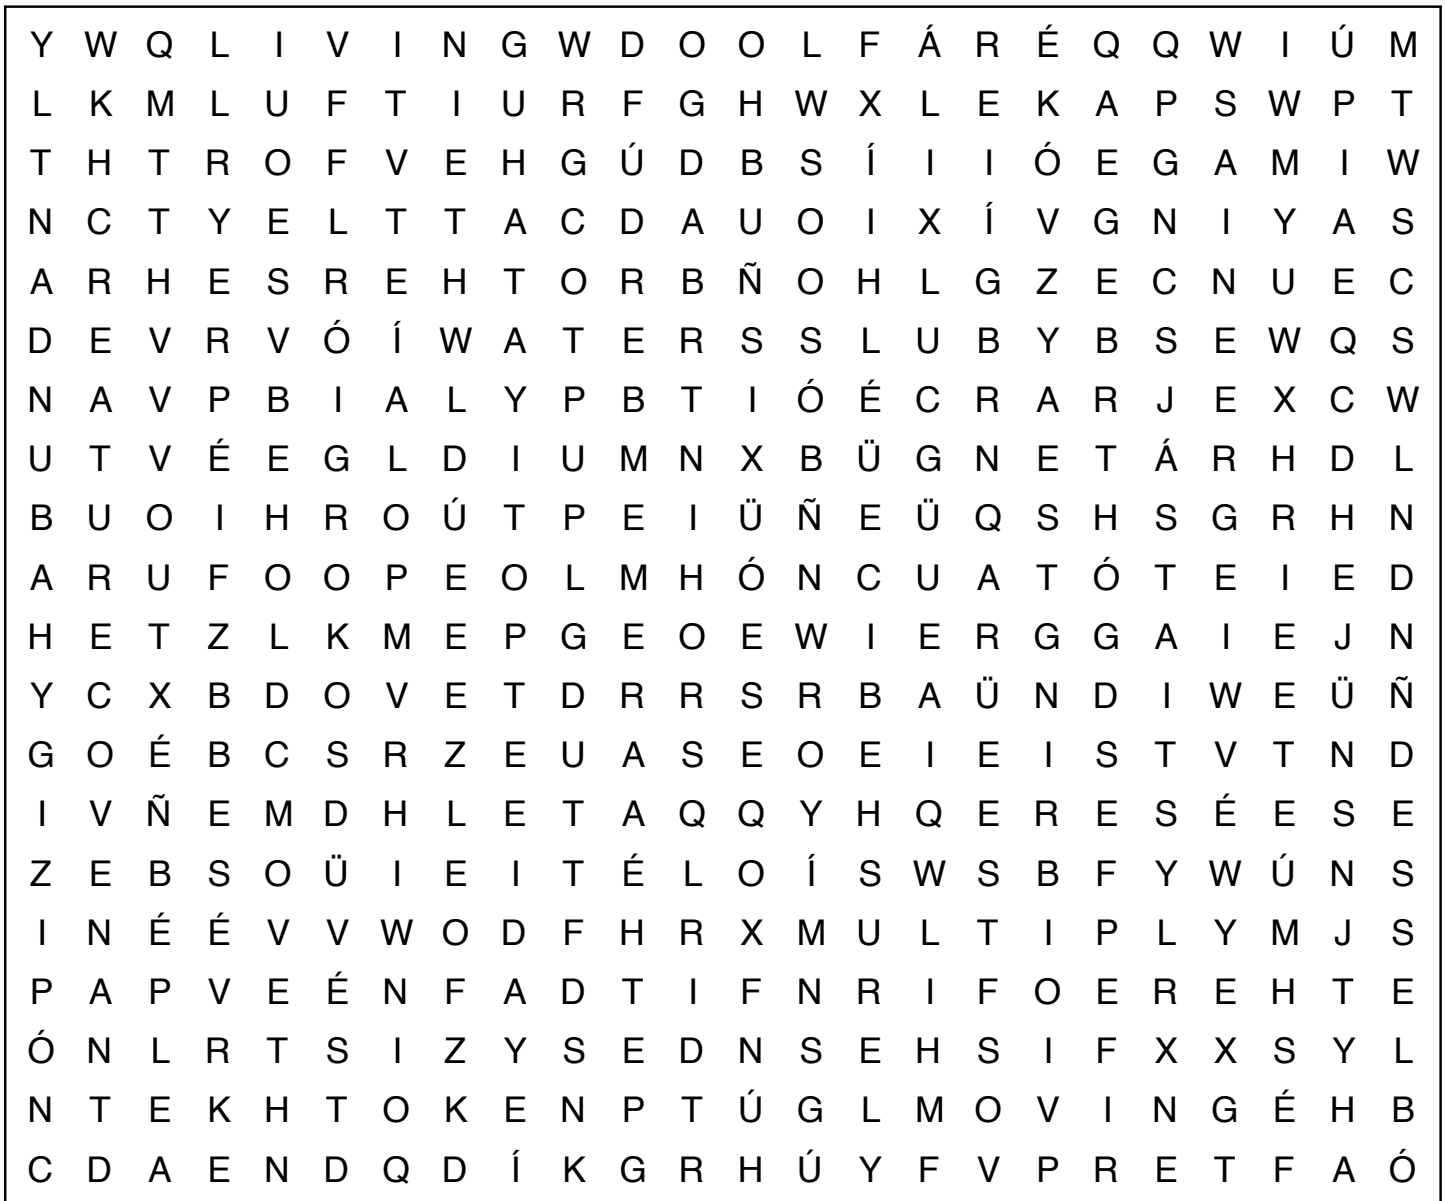 Y W Q L I V I N G W D O O L F Á R É Q Q W I Ú M
L K M L U F T I U R F G H W X L E K A P S W P T
T H T R O F V E H G Ú D B S Í I I Ó E G A M I W
N C T Y E L T T A C D A U O I X Í V G N I Y A S
A R H E S R E H T O R B Ñ O H L G Z E C N U E C
D E V R V Ó Í W A T E R S S L U B Y B S E W Q S
N A V P B I A L Y P B T I Ó É C R A R J E X C W
U T V É E G L D I U M N X B Ü G N E T Á R H D L
B U O I H R O Ú T P E I Ü Ñ E Ü Q S H S G R H N
A R U F O O P E O L M H Ó N C U A T Ó T E I E D
H E T Z L K M E P G E O E W I E R G G A I E J N
Y C X B D O V E T D R R S R B A Ü N D I W E Ü Ñ
G O É B C S R Z E U A S E O E I E I S T V T N D
I V Ñ E M D H L E T A Q Q Y H Q E R E S É E S E
Z E B S O Ü I E I T É L O Í S W S B F Y W Ú N S
I N É É V V W O D F H R X M U L T I P L Y M J S
P A P V E É N F A D T I F N R I F O E R E H T E
Ó N L R T S I Z Y S E D N S E H S I F X X S Y L
N T E K H T O K E N P T Ú G L M O V I N G É H B
C D A E N D Q D Í K G R H Ú Y F V P R E T F A Ó